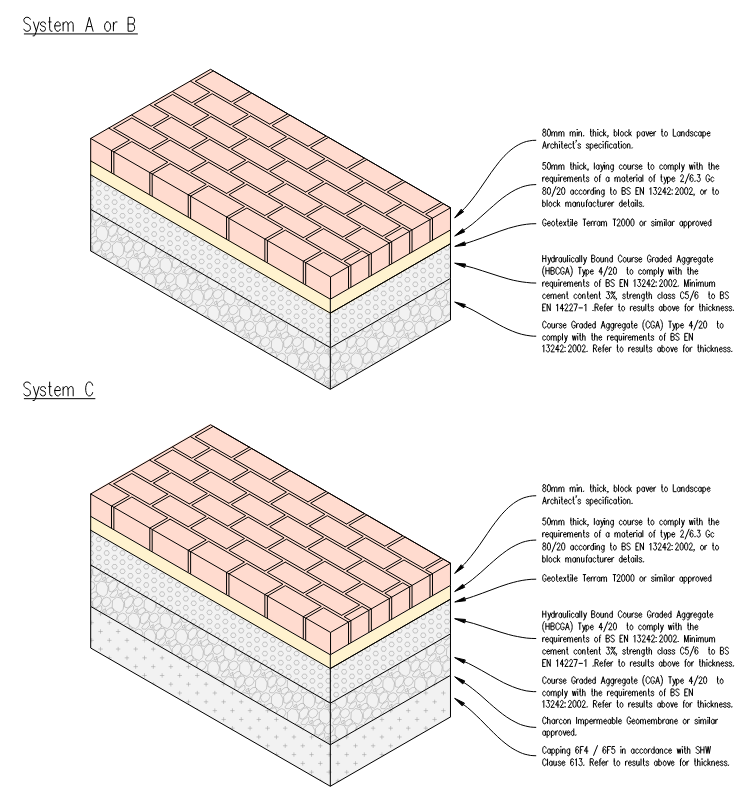 System A or B
80mm min. thick, block paver to Landscape
Architect's specification.
50mm thick, laying course to comply with the
requirements of a material of type 2/6.3 Gc
80/20 according to BS EN 13242:2002, or to
block manufacturer details.
Geotextile Terram T2000 or similar approved
Hydraulically Bound Course Graded Aggregate
(HBCGA) Type 4/20 to comply with the
requirements of BS EN 13242:2002. Minimum
cement content 3%, strength class C5/6 to BS
EN 14227-1 .Refer to results above for thickness.
Course Graded Aggregate (CGA) Type 4/20 to
comply with the requirements of BS EN
13242:2002. Refer to results above for thickness.
System C
80mm min. thick, block paver to Landscape
Architect's specification.
50mm thick, laying course to comply with the
requirements of a material of type 2/6.3 Gc
80/20 according to BS EN 13242:2002, or to
block manufacturer details.
Geotextile Terram T2000 or similar approved
Hydraulically Bound Course Graded Aggregate
(HBCGA) Type 4/20 to comply with the
requirements of BS EN 13242:2002. Minimum
cement content 3%, strength class C5/6 to BS
EN 14227-1 .Refer to results above for thickness.
Course Graded Aggregate (CGA) Type 4/20 to
comply with the requirements of BS EN
13242:2002. Refer to results above for thickness.
Charcon Impermeable Geomembrane or similar
approved.
Capping 6F4 / 6F5 in accordance with SHW
Clause 613. Refer to results above for thickness.